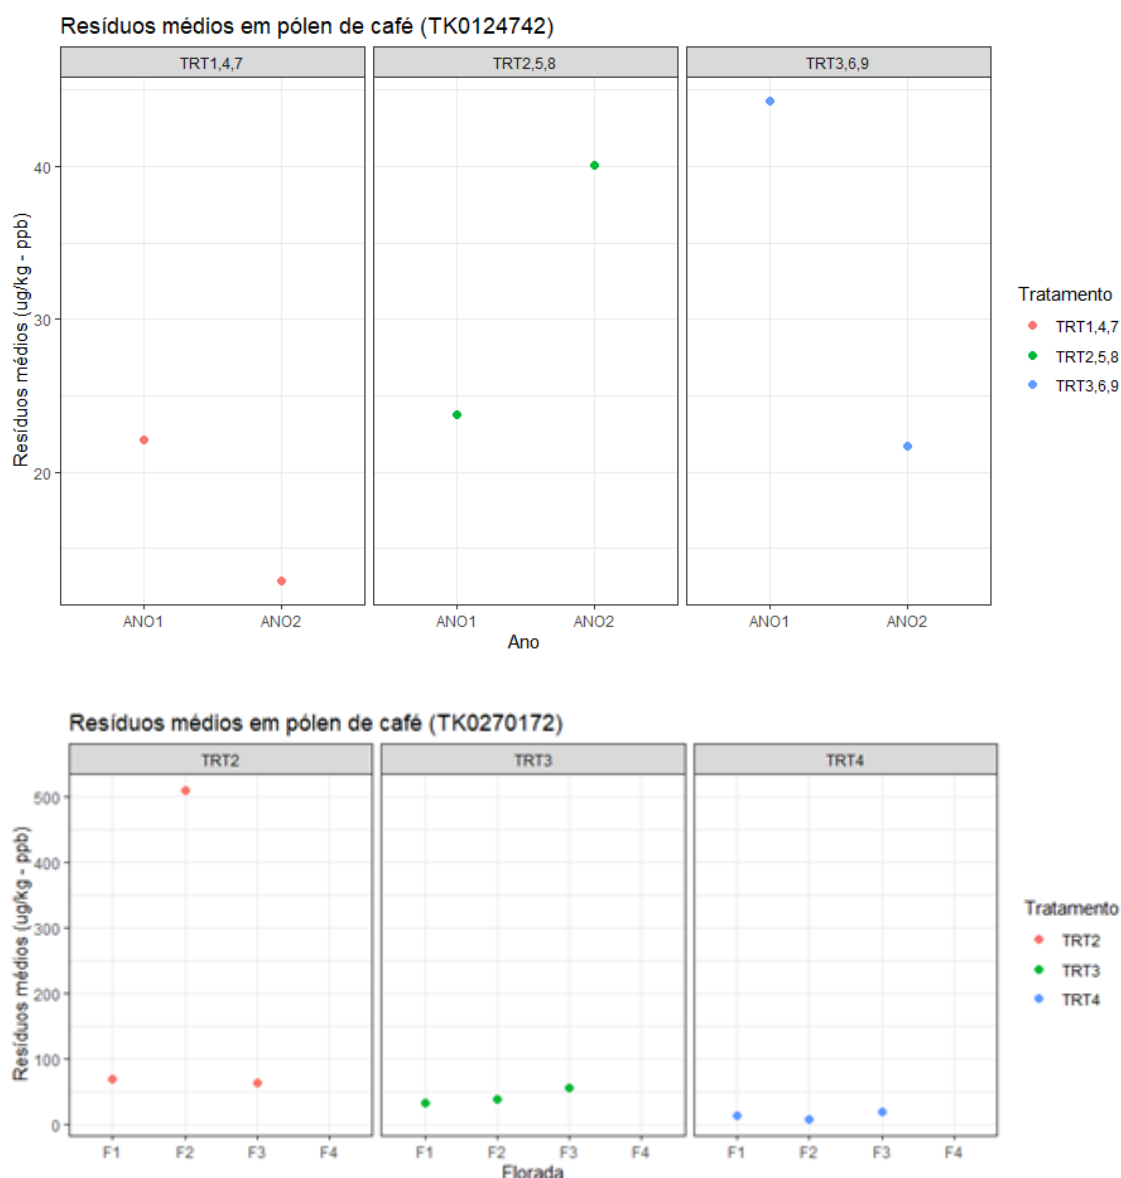 Resíduos médios em pólen de café (TK0124742)
TRT1,4,7 TRT2,5,8 TRT3,6,9
Resíduos médios (ug/kg - ppb)
40
30
20
ANO1 ANO2 ANO1 ANO2 ANO1 ANO2
Ano
Tratamento
TRT1,4,7
TRT2,5,8
TRT3,6,9
Resíduos médios em pólen de café (TK0270172)
TRT2 TRT3 TRT4
Resíduos médios (ug/kg - ppb)
500
400
300
200
100
0
F1 F2 F3 F4 F1 F2 F3 F4 F1 F2 F3 F4
Florada
Tratamento
TRT2
TRT3
TRT4